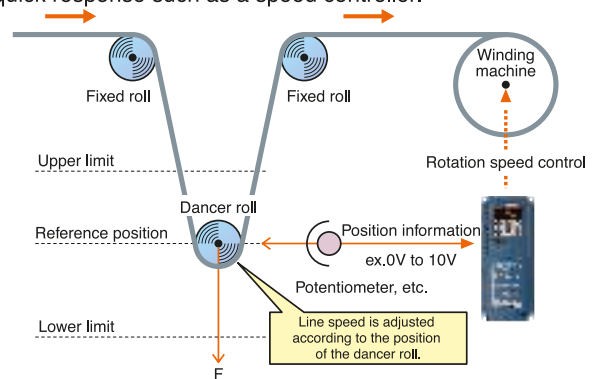 quick response such as a speed controller.
Winding
machine
Fixed roll
Fixed roll
Upper limit
Rotation speed control
Dancer roll
Reference position
Position information
ex.0V to 10V
Potentiometer, etc.
Line speed is adjusted
according to the position
of the dancer roll.
Lower limit
F